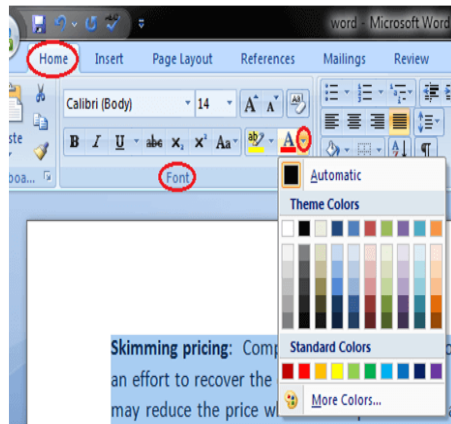 word - Microsoft Word
Home Insert Page Layout References Mailings Review
Calibri (Body) 14 A A
B I U abe X₂ X² Aa ab A
Font
Automatic
Theme Colors
Standard Colors
More Colors...
Skimming pricing: Comp
an effort to recover the
may reduce the price